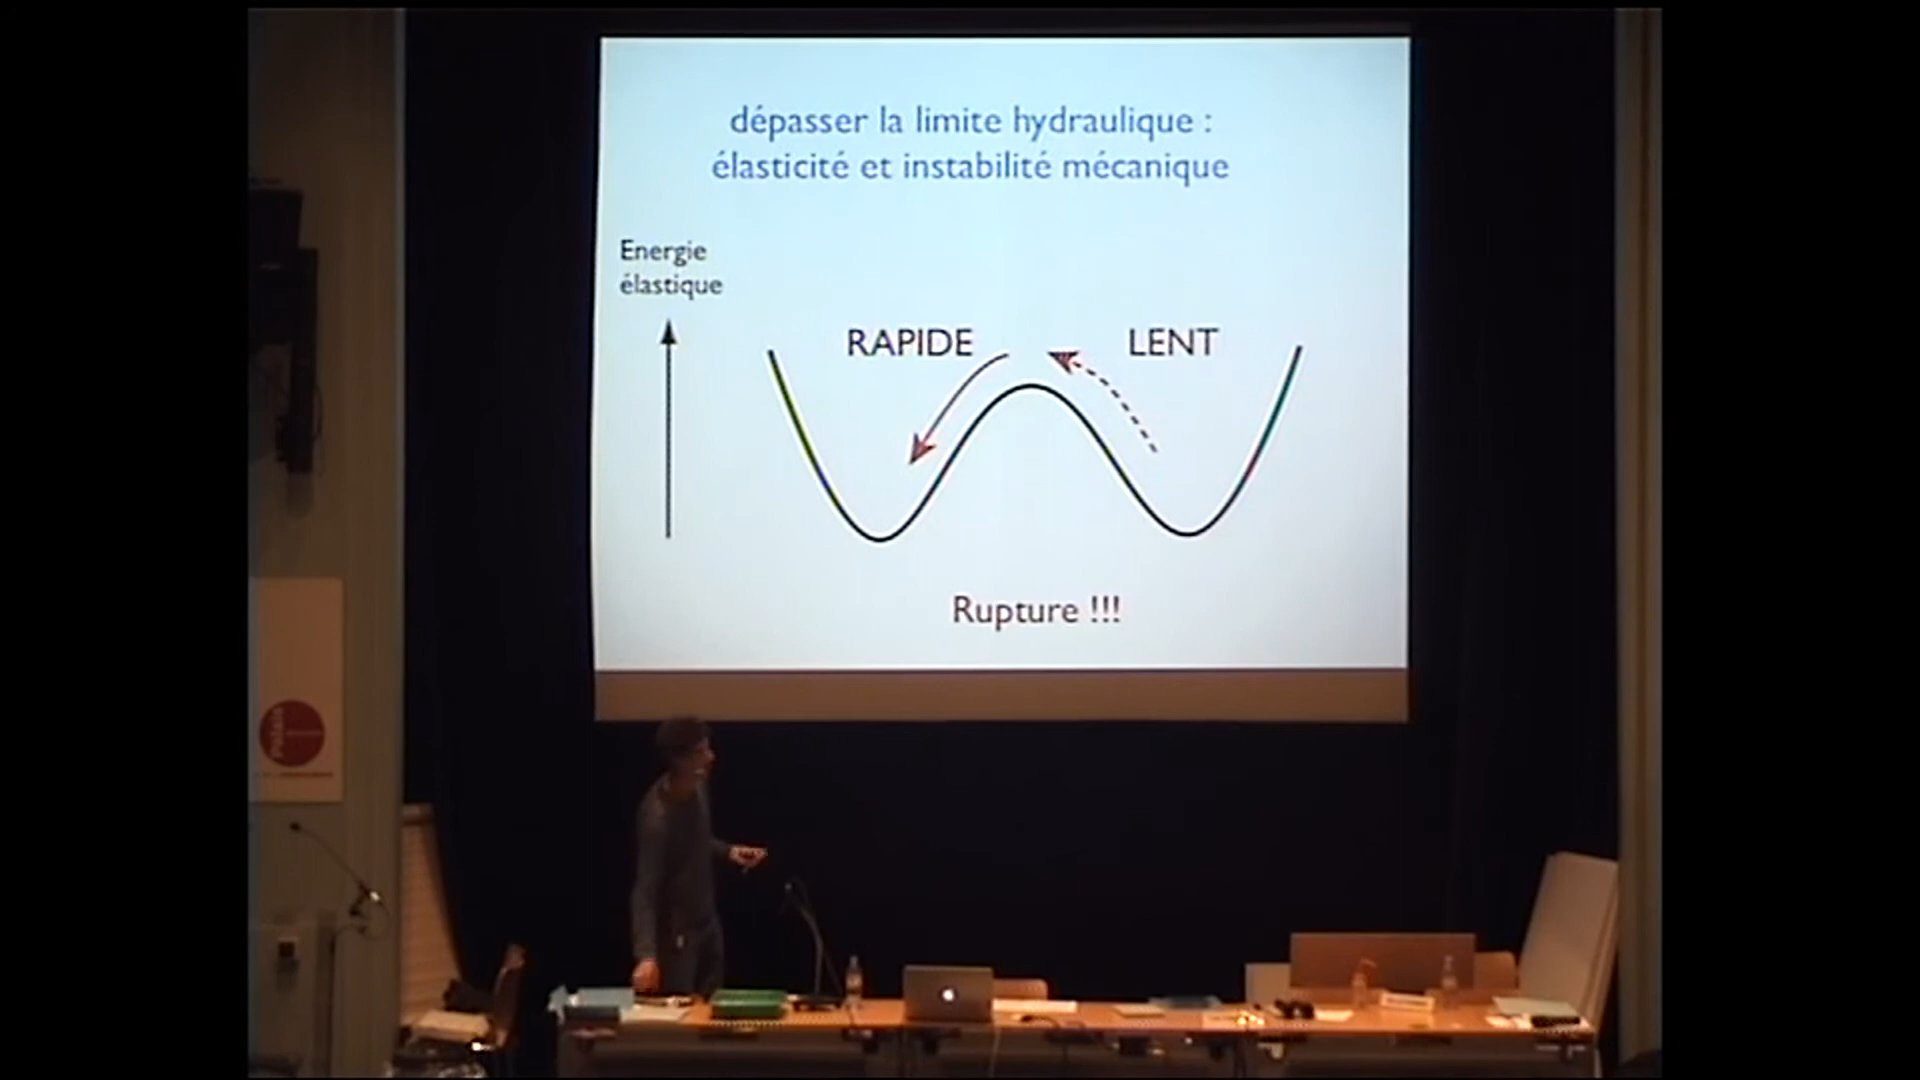 dépasser la limite hydraulique :
élasticité et instabilité mécanique
Energie
élastique
RAPIDE
LENT
Rupture !!!